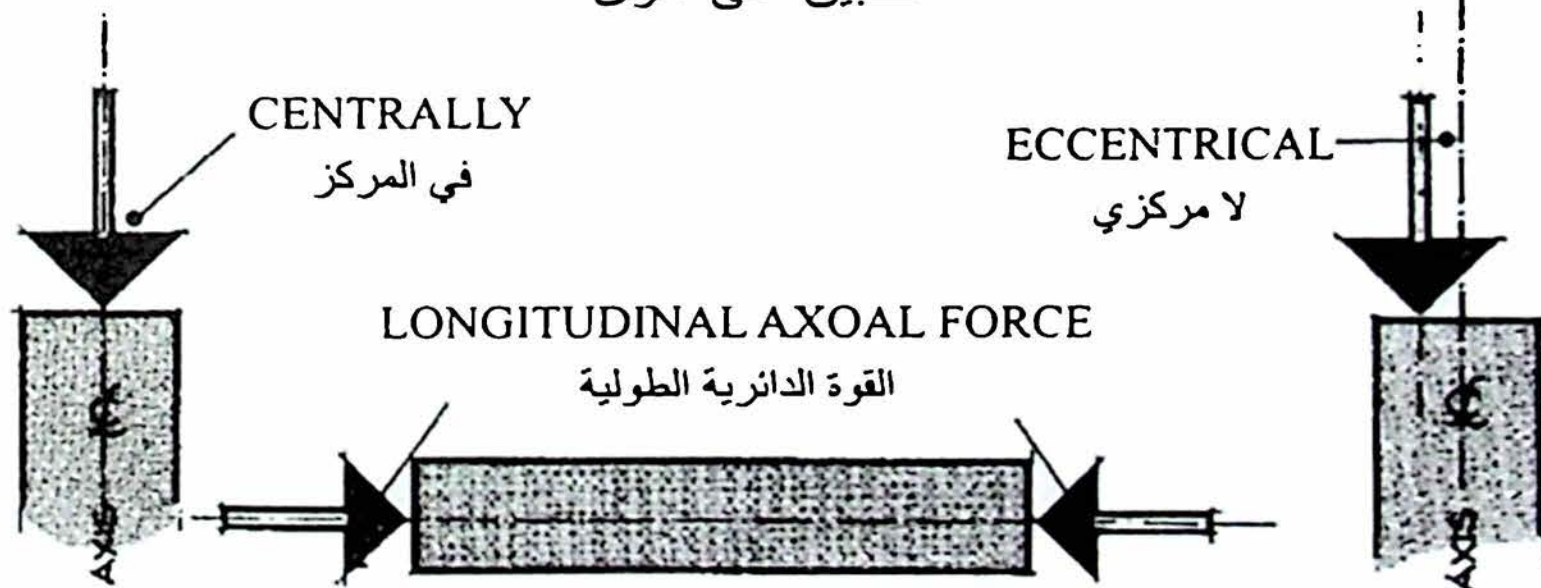 CENTRALLY
في المركز
ECCENTRICAL
لا مركزي
LONGITUDINAL AXOAL FORCE
القوة الدائرية الطولية
AXIS
AXIS